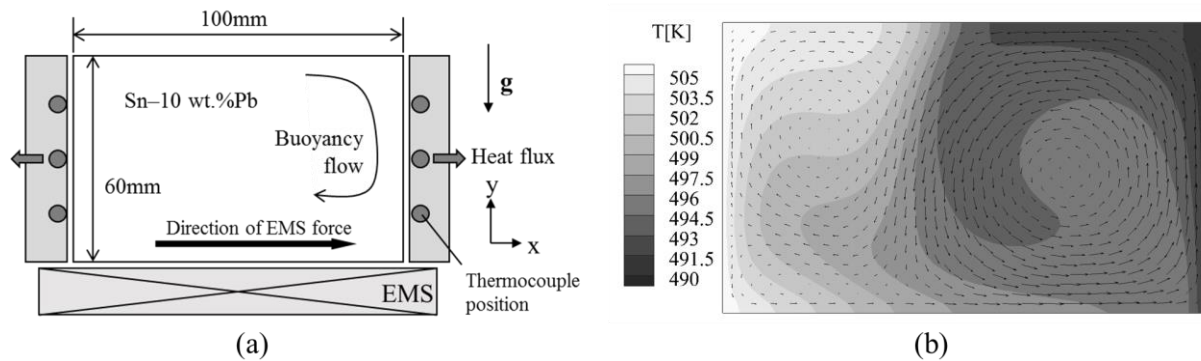 100mm
Sn–10 wt.%Pb
60mm
Buoyancy
flow
g
Heat flux
y
x
Direction of EMS force
Thermocouple
position
EMS
(a)
T[K]
505
503.5
502
500.5
499
497.5
496
494.5
493
491.5
490
(b)